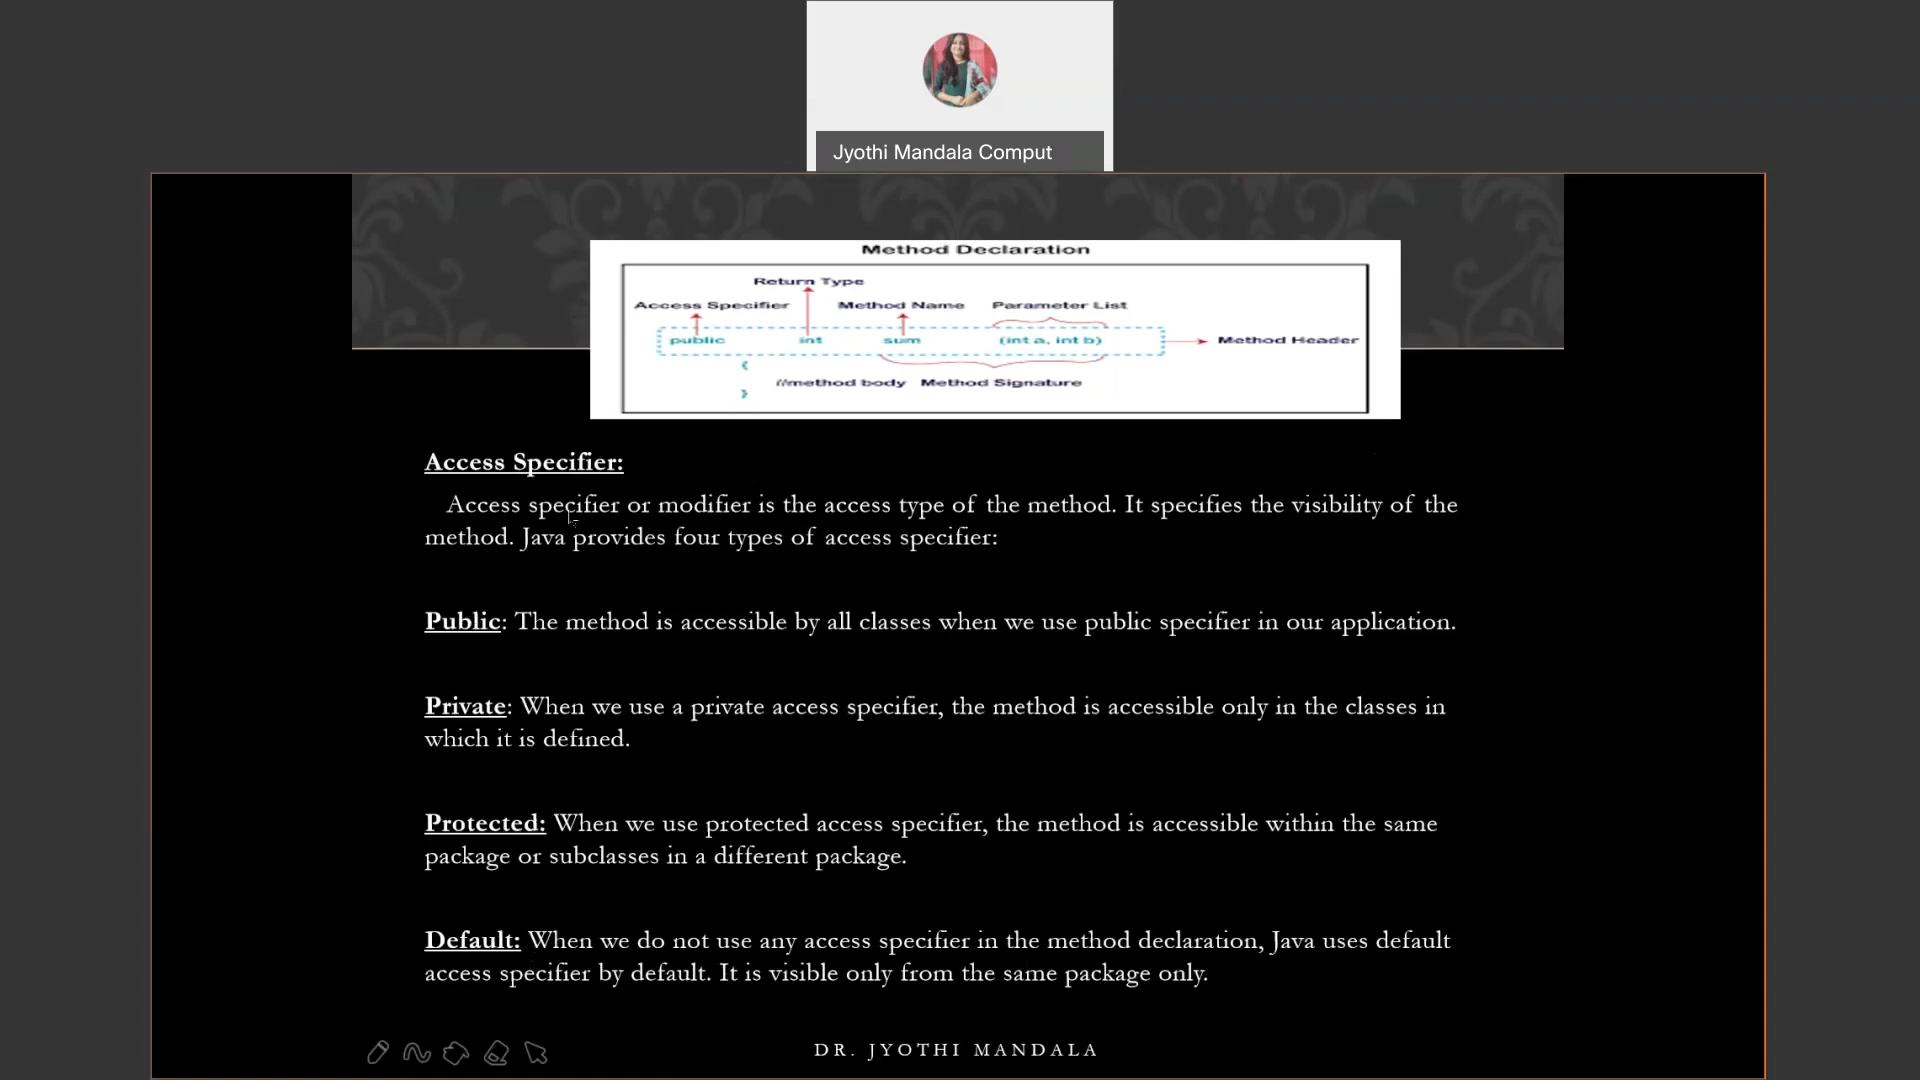 Jyothi Mandala Comput
Method Declaration
Return Type
Access Specifier Method Name Parameter List
public int sum (int a, int b) Method Header
{
//method body Method Signature
}
Access Specifier:
Access specifier or modifier is the access type of the method. It specifies the visibility of the
method. Java provides four types of access specifier:
Public: The method is accessible by all classes when we use public specifier in our application.
Private: When we use a private access specifier, the method is accessible only in the classes in
which it is defined.
Protected: When we use protected access specifier, the method is accessible within the same
package or subclasses in a different package.
Default: When we do not use any access specifier in the method declaration, Java uses default
access specifier by default. It is visible only from the same package only.
DR. JYOTHI MANDALA